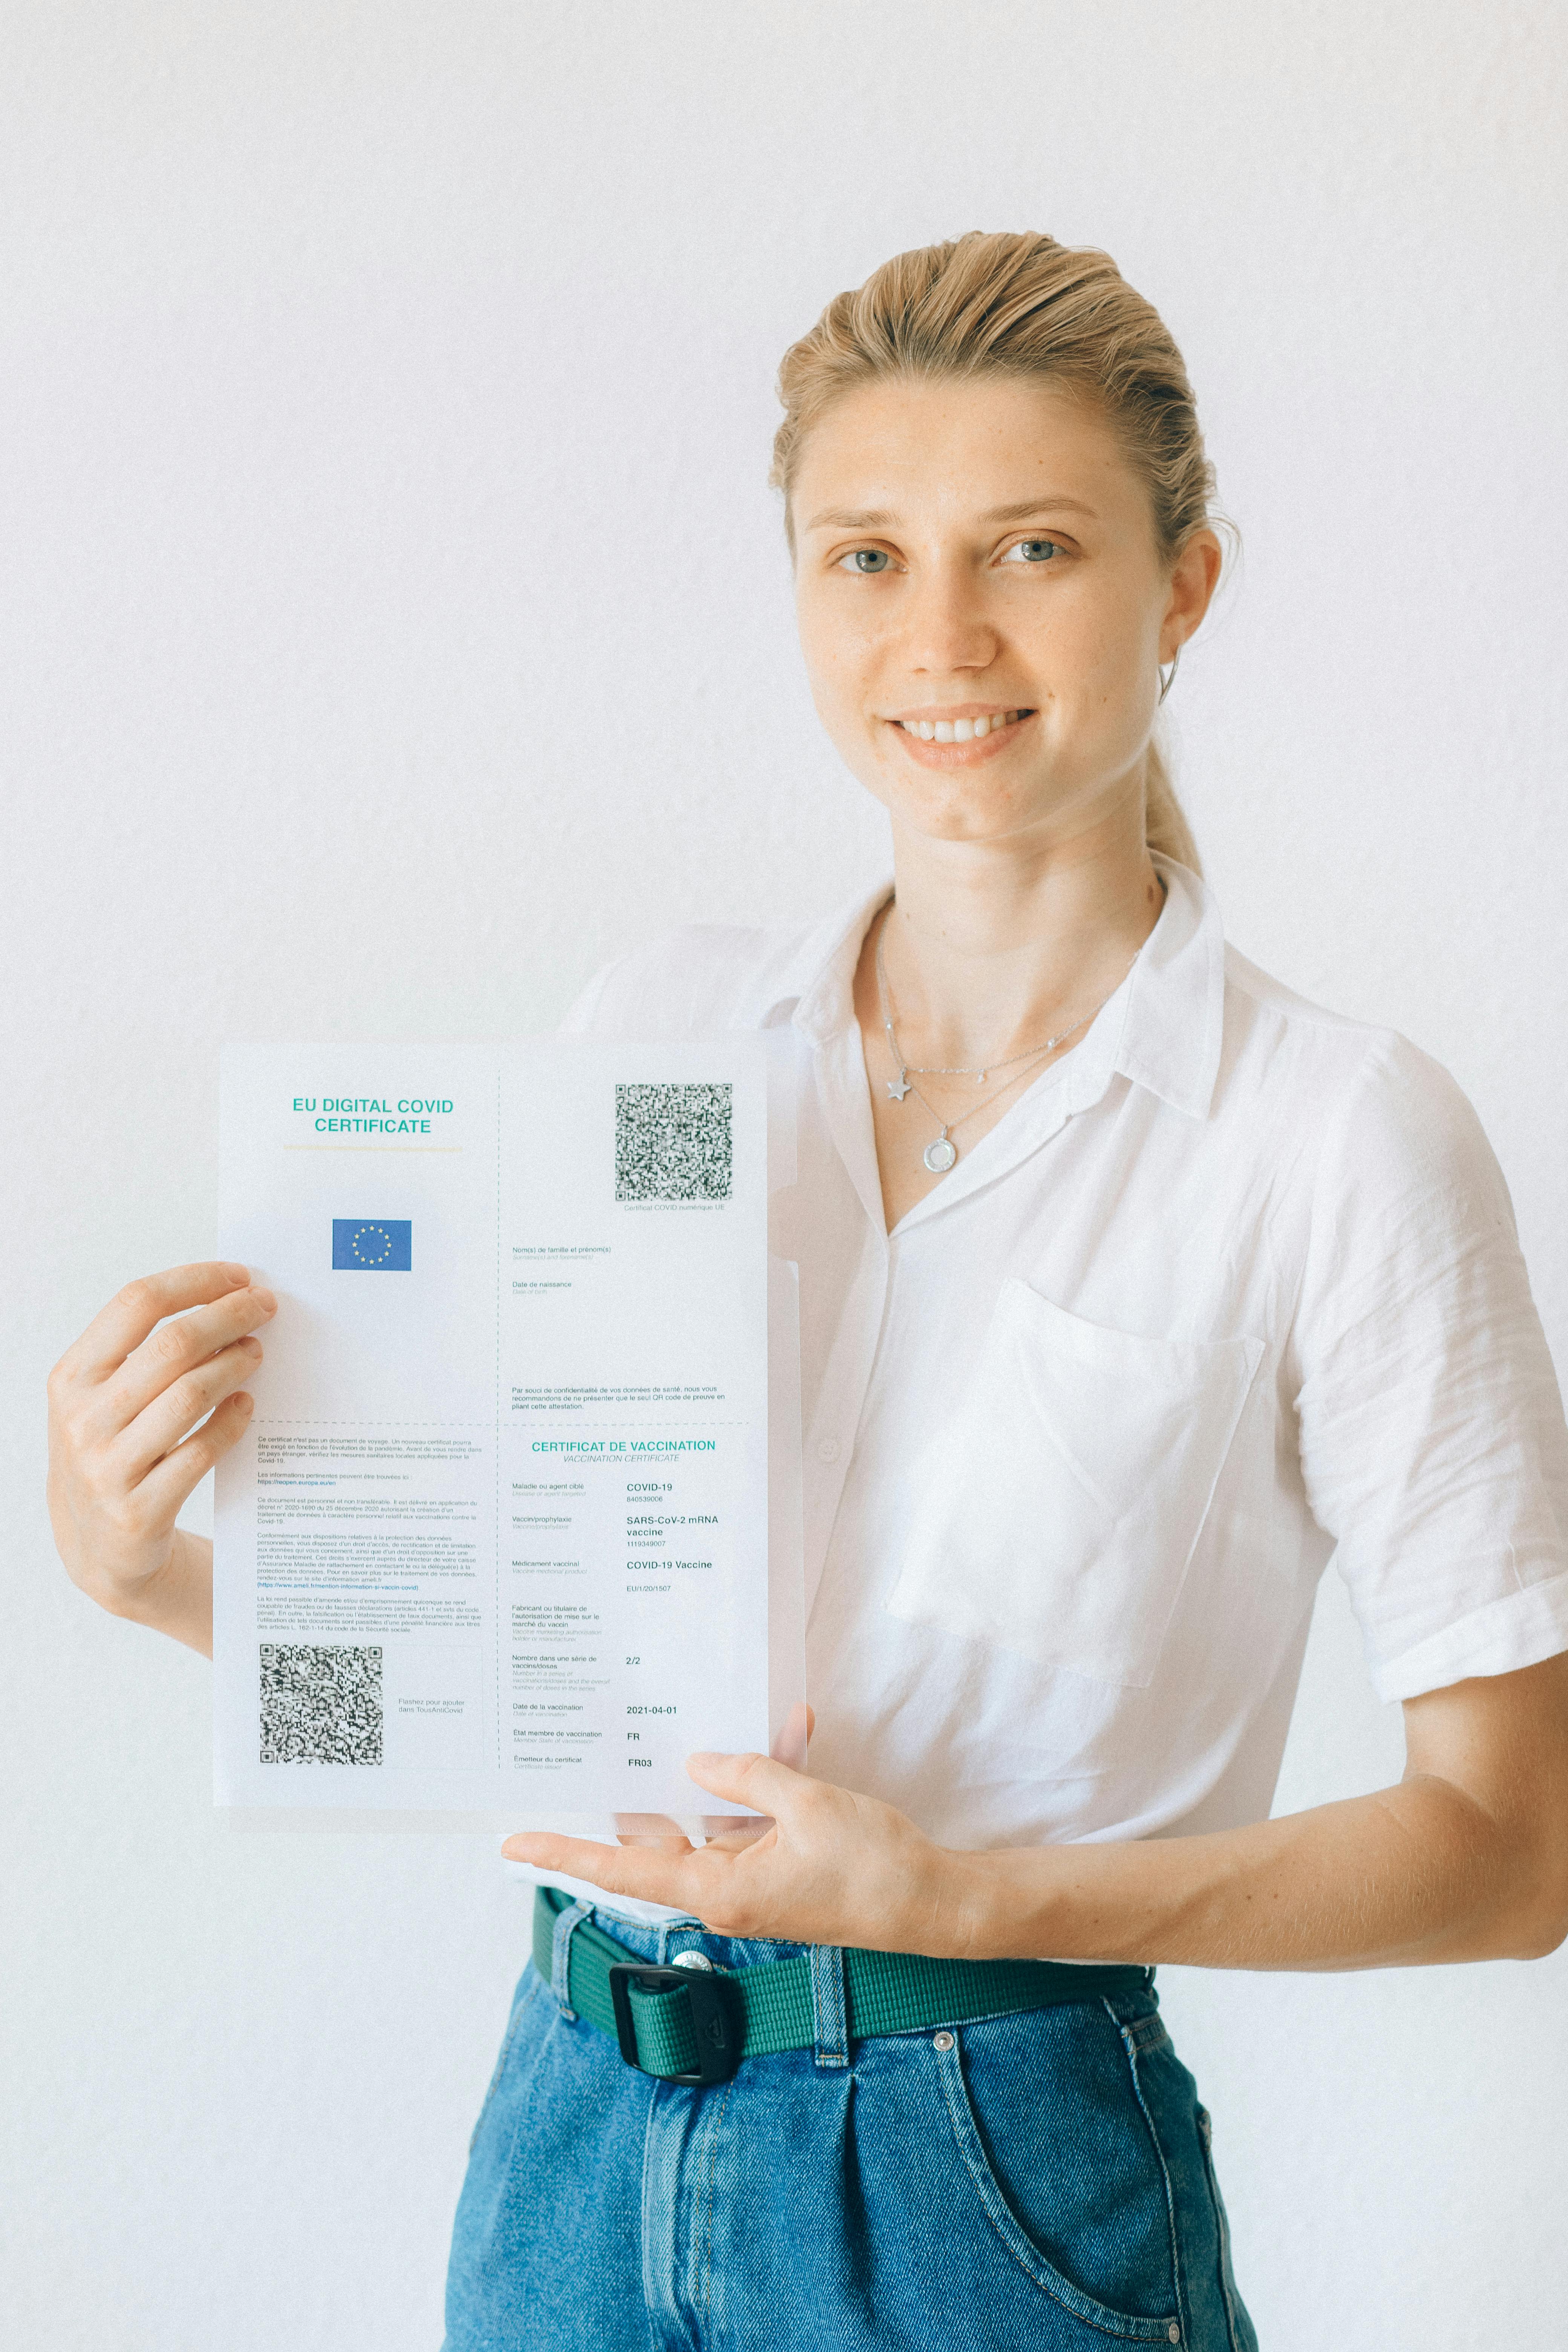 EU DIGITAL COVID
CERTIFICATE
Certificat COVID numérique UE
Nom(s) de famille et prénom(s)
Surname(s) and forename(s)
Date de naissance
Date of birth
Par souci de confidentialité de vos données de santé, nous vous
recommandons de ne présenter que le seul QR code de preuve en
pliant cette attestation.
Ce certificat n'est pas un document de voyage. Un nouveau certificat pourra
être exigé en fonction de l'évolution de la pandémie. Avant de vous rendre dans
un pays étranger, vérifiez les mesures sanitaires locales appliquées pour la
Covid-19.
Les informations pertinentes peuvent être trouvées ici :
https://reopen.europa.eu/en
Ce document est personnel et non transférable. Il est délivré en application du
décret n° 2020-1690 du 25 décembre 2020 autorisant la création d'un
traitement de données à caractère personnel relatif aux vaccinations contre la
Covid-19.
Conformément aux dispositions relatives à la protection des données
personnelles, vous disposez d'un droit d'accès, de rectification et de limitation
aux données qui vous concernent, ainsi que d'un droit d'opposition sur une
partie du traitement. Ces droits s'exercent auprès du directeur de votre caisse
d'Assurance Maladie de rattachement en contactant le ou la délégué(e) à la
protection des données. Pour en savoir plus sur le traitement de vos données,
rendez-vous sur le site d'information ameli.fr
(https://www.ameli.fr/mention-information-si-vaccin-covid)
La loi rend passible d'amende et/ou d'emprisonnement quiconque se rend
coupable de fraudes ou de fausses déclarations (articles 441-1 et sets du code
pénal). En outre, la falsification ou l'établissement de faux documents, ainsi que
l'utilisation de tels documents sont passibles d'une pénalité financière aux titres
des articles L. 162-1-14 du code de la Sécurité sociale.
Flashez pour ajouter
dans TousAntiCovid
CERTIFICAT DE VACCINATION
VACCINATION CERTIFICATE
Maladie ou agent cible COVID-19
Disease or agent targeted 840539006
Vaccin/prophylaxie SARS-CoV-2 mRNA
Vaccine/prophylaxis vaccine
1119349007
Médicament vaccinal COVID-19 Vaccine
Vaccine medicinal product
EU/1/20/1507
Fabricant ou titulaire de
l'autorisation de mise sur le
marché du vaccin
Vaccine marketing authorisation
holder or manufacturer
Nombre dans une série de 2/2
vaccins/doses
Number in a series of
vaccinations/doses and the overall
number of doses in the series
Date de la vaccination 2021-04-01
Date of vaccination
État membre de vaccination FR
Member State of vaccination
Émetteur du certificat FR03
Certificate issuer